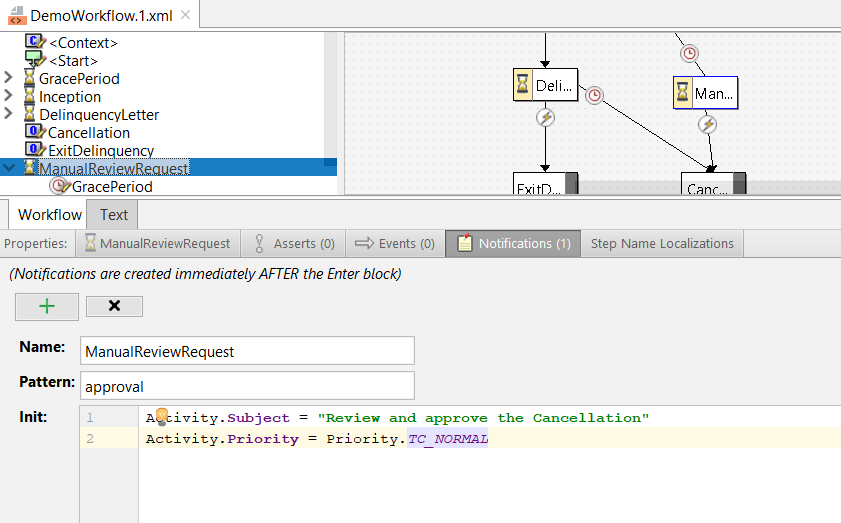 DemoWorkflow.1.xml
<Context>
<Start>
GracePeriod
Inception
DelinquencyLetter
Cancellation
ExitDelinquency
ManualReviewRequest
GracePeriod
Deli...
Man...
ExitD...
Canc...
Workflow Text
Properties: ManualReviewRequest Asserts (0) Events (0) Notifications (1) Step Name Localizations
(Notifications are created immediately AFTER the Enter block)
Name: ManualReviewRequest
Pattern: approval
Init:
1 Activity.Subject = "Review and approve the Cancellation"
2 Activity.Priority = Priority.TC_NORMAL